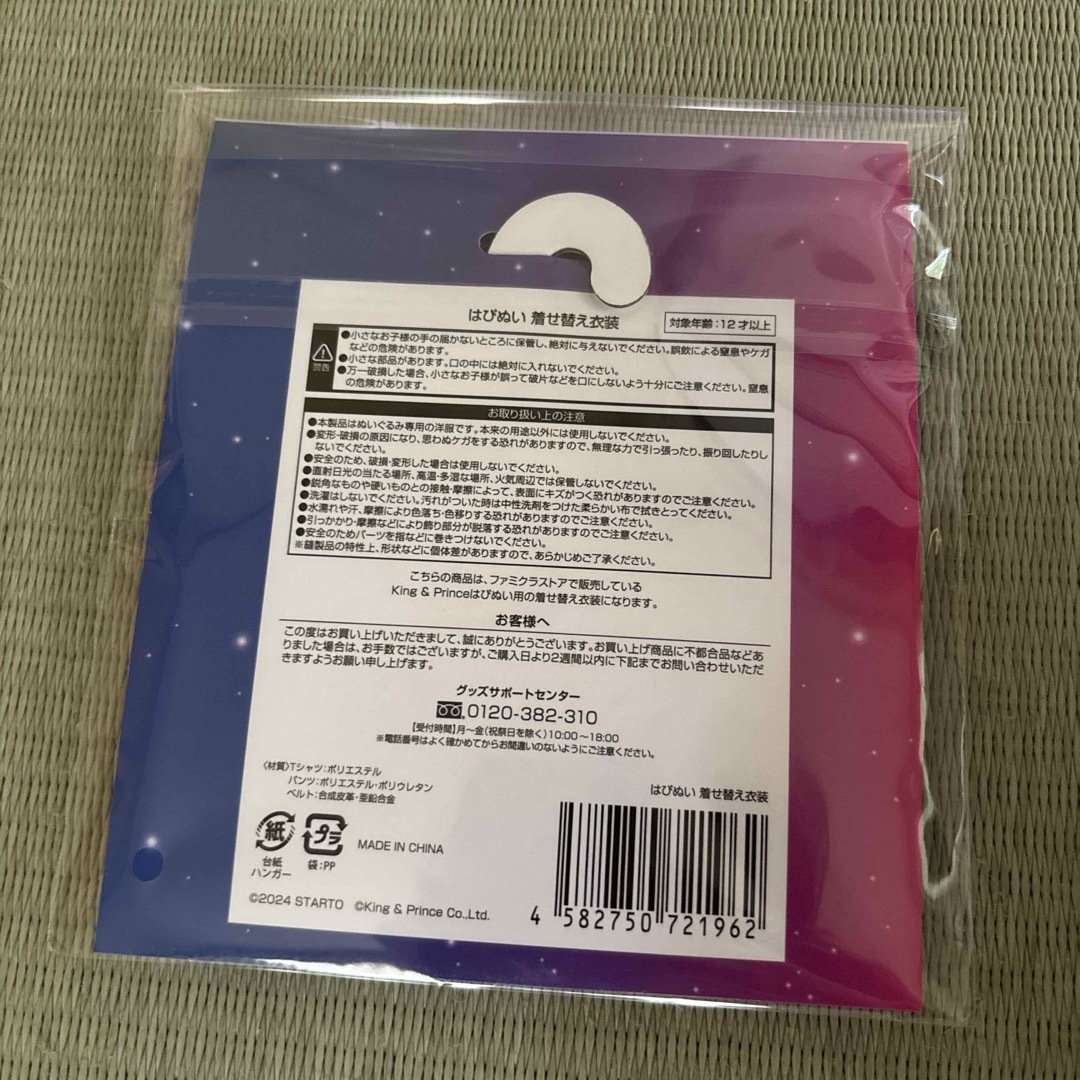 はぴぬい 着せ替え衣装
対象年齢:12才以上
警告
●小さなお子様の手の届かないところに保管し、絶対に与えないでください。誤飲による窒息やケガ
などの危険があります。
●小さな部品があります。口の中には絶対に入れないでください。
●万一破損した場合、小さなお子様が誤って破片などを口にしないよう十分にご注意ください。窒息
の危険があります。
お取り扱い上の注意
●本製品はぬいぐるみ専用の洋服です。本来の用途以外には使用しないでください。
●変形・破損の原因になり、思わぬケガをする恐れがありますので、無理な力で引っ張ったり、振り回したりし
ないでください。
●安全のため、破損・変形した場合は使用しないでください。
●直射日光の当たる場所、高温・多湿な場所、火気周辺では保管しないでください。
●鋭角なものや硬いものとの接触・摩擦によって、表面にキズがつく恐れがありますのでご注意ください。
●洗濯はしないでください。汚れがついた時は中性洗剤をつけた柔らかい布で拭きとってください。
●水濡れや汗、摩擦により色落ち・色移りする恐れがありますのでご注意ください。
●引っかかり・摩擦などにより飾り部分が脱落する恐れがありますのでご注意ください。
●安全のためパーツを指などに巻きつけないでください。
※縫製品の特性上、形状などに個体差がありますので、あらかじめご了承ください。
こちらの商品は、ファミクラストアで販売している
King & Princeはぴぬい用の着せ替え衣装になります。
お客様へ
この度はお買い上げいただきまして、誠にありがとうございます。お買い上げ商品に不都合品などあ
りました場合は、お手数ではございますが、ご購入日より2週間以内に下記までお問い合わせいただ
きますようお願い申し上げます。
グッズサポートセンター
0120-382-310
【受付時間】月〜金(祝祭日を除く)10:00〜18:00
※電話番号はよく確かめてからお間違いのないようにご注意ください。
〈材質〉Tシャツ:ポリエステル
パンツ:ポリエステル・ポリウレタン
ベルト:合成皮革・亜鉛合金
はぴぬい 着せ替え衣装
紙
台紙
ハンガー
プラ
袋:PP
MADE IN CHINA
©2024 STARTO ©King & Prince Co.,Ltd.
4 582750 721962